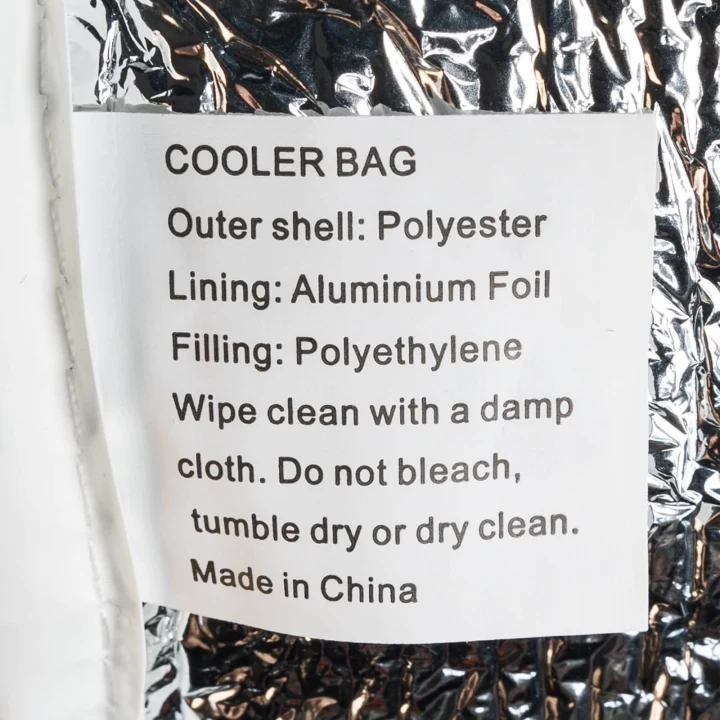 COOLER BAG
Outer shell: Polyester
Lining: Aluminium Foil
Filling: Polyethylene
Wipe clean with a damp
cloth. Do not bleach,
tumble dry or dry clean.
Made in China